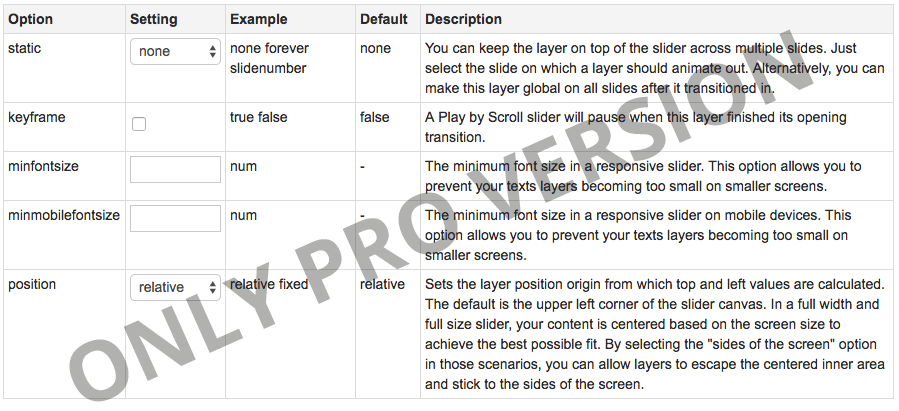 Option Setting Example Default Description
static none none forever none You can keep the layer on top of the slider across multiple slides. Just
slidenumber select the slide on which a layer should animate out. Alternatively, you can
make this layer global on all slides after it transitioned in.
keyframe true false false A Play by Scroll slider will pause when this layer finished its opening
transition.
minfontsize num - The minimum font size in a responsive slider. This option allows you to
prevent your texts layers becoming too small on smaller screens.
minmobilefontsize num - The minimum font size in a responsive slider on mobile devices. This
option allows you to prevent your texts layers becoming too small on
smaller screens.
position relative relative fixed relative Sets the layer position origin from which top and left values are calculated.
The default is the upper left corner of the slider canvas. In a full width and
full size slider, your content is centered based on the screen size to
achieve the best possible fit. By selecting the "sides of the screen" option
in those scenarios, you can allow layers to escape the centered inner area
and stick to the sides of the screen.
ONLY PRO VERSION